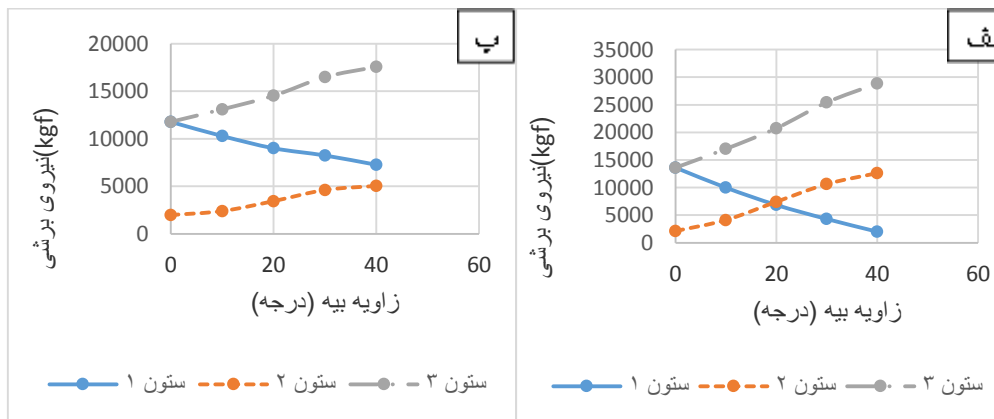 ب
20000
15000
10000
5000
0
0 20 40 60
نیروی برشی(kgf)
زاویه بیه (درجه)
ستون ۱ ستون ۲ ستون ۳
35000
30000
25000
20000
15000
10000
5000
0
0 20 40 60
نیروی برشی(kgf)
زاویه بیه (درجه)
ستون ۱ ستون ۲ ستون ۳